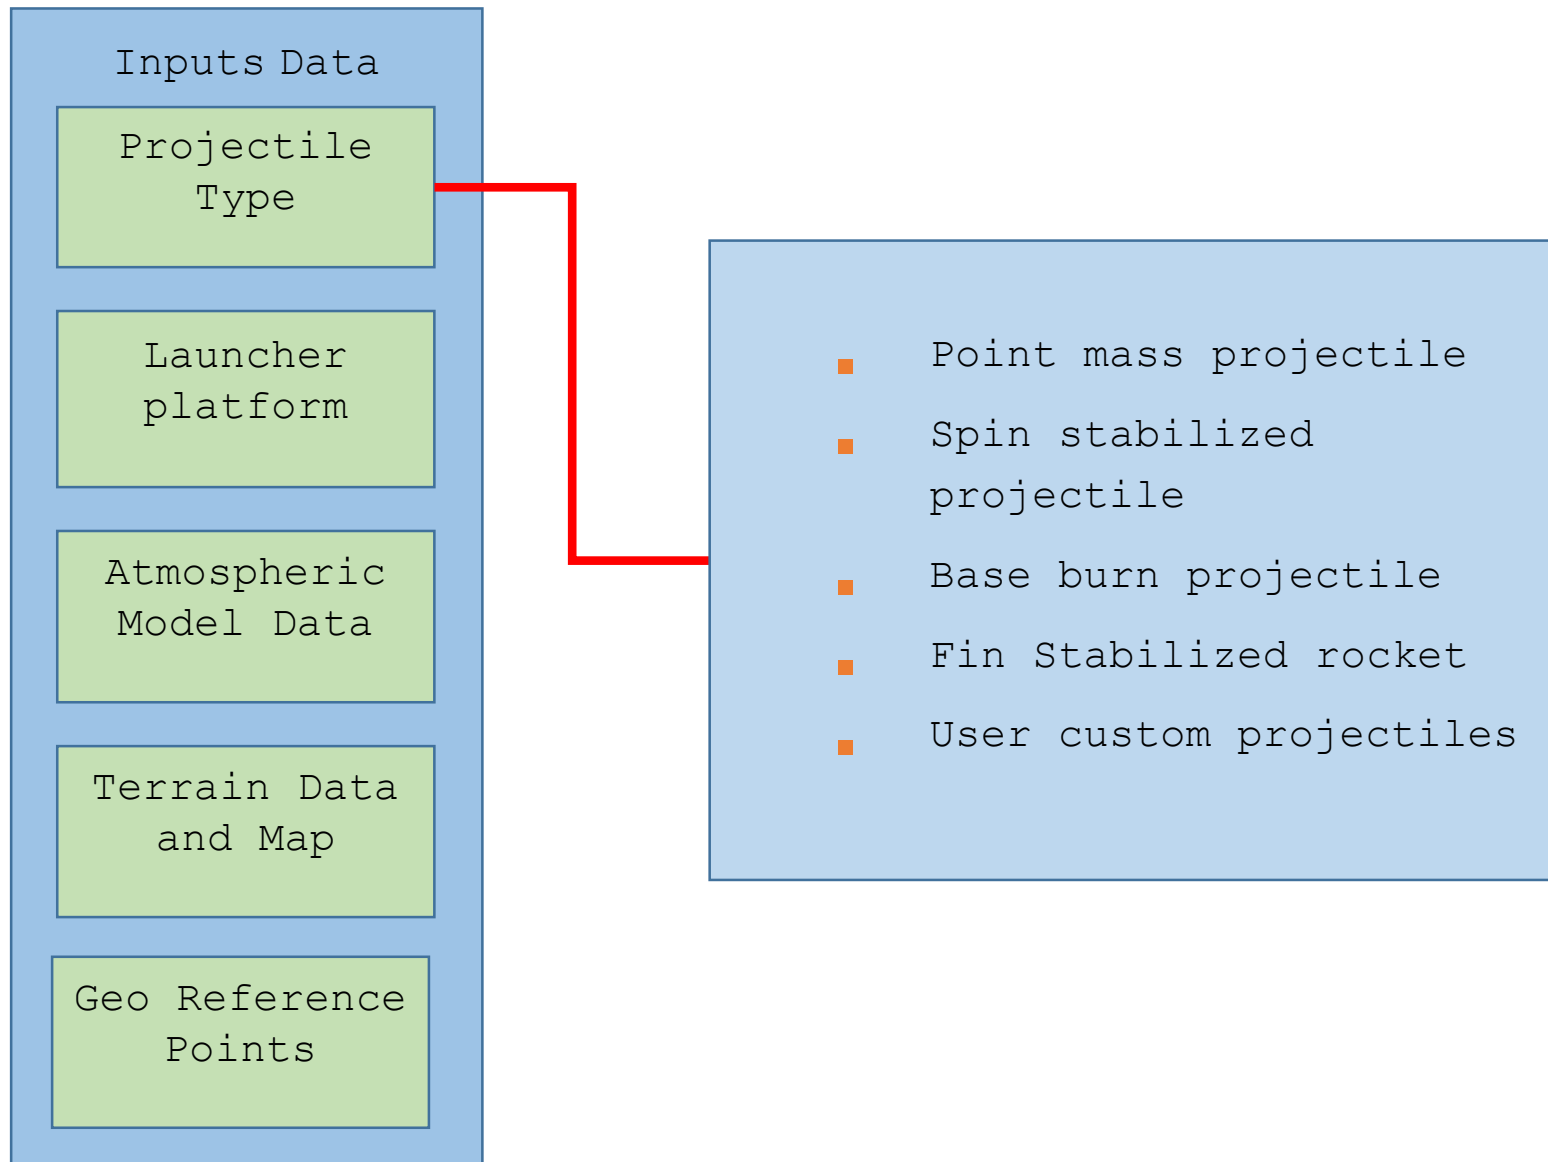 Inputs Data
Projectile
Type
Launcher
platform
Atmospheric
Model Data
Terrain Data
and Map
Geo Reference
Points
Point mass projectile
Spin stabilized
projectile
Base burn projectile
Fin Stabilized rocket
User custom projectiles